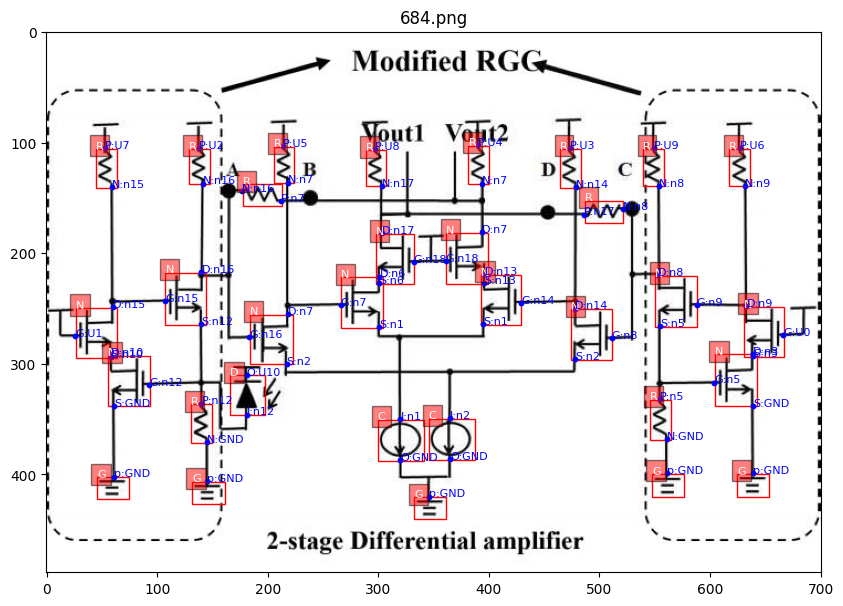 684.png
Modified RGC
Vout1 Vout2
R P:U7 R P:U2 R P:U5 R P:U8 R P:U4 R P:U3 R P:U9 R P:U6
A B D C
N:n15 N:n16 R N:n16 P:n7 N:n7 N:n17 N:n7 N:n14 R P:n17 N:n8 N:n8 N:n9
N D:n17 N D:n7
N D:n16 G:n18 G:n18 D:n6 S:n6 N D:n13 S:n13 N D:n8
N D:n15 G:n15 N G:n7 G:n14 N D:n14 G:n9 N D:n9
G:U1 S:n12 N D:n7 S:n1 S:n1 S:n5 G:U0
N D:n10 G:n16 S:n2 S:n2 G:n8 N D:n3
G:n12 D D:U10 G:n5
S:GND R P:n12 I:n12 C I:n1 C I:n2 R P:n5 S:GND
N:GND O:GND O:GND N:GND
G p:GND G p:GND G p:GND G p:GND G p:GND
2-stage Differential amplifier
0 100 200 300 400 500 600 700
0
100
200
300
400